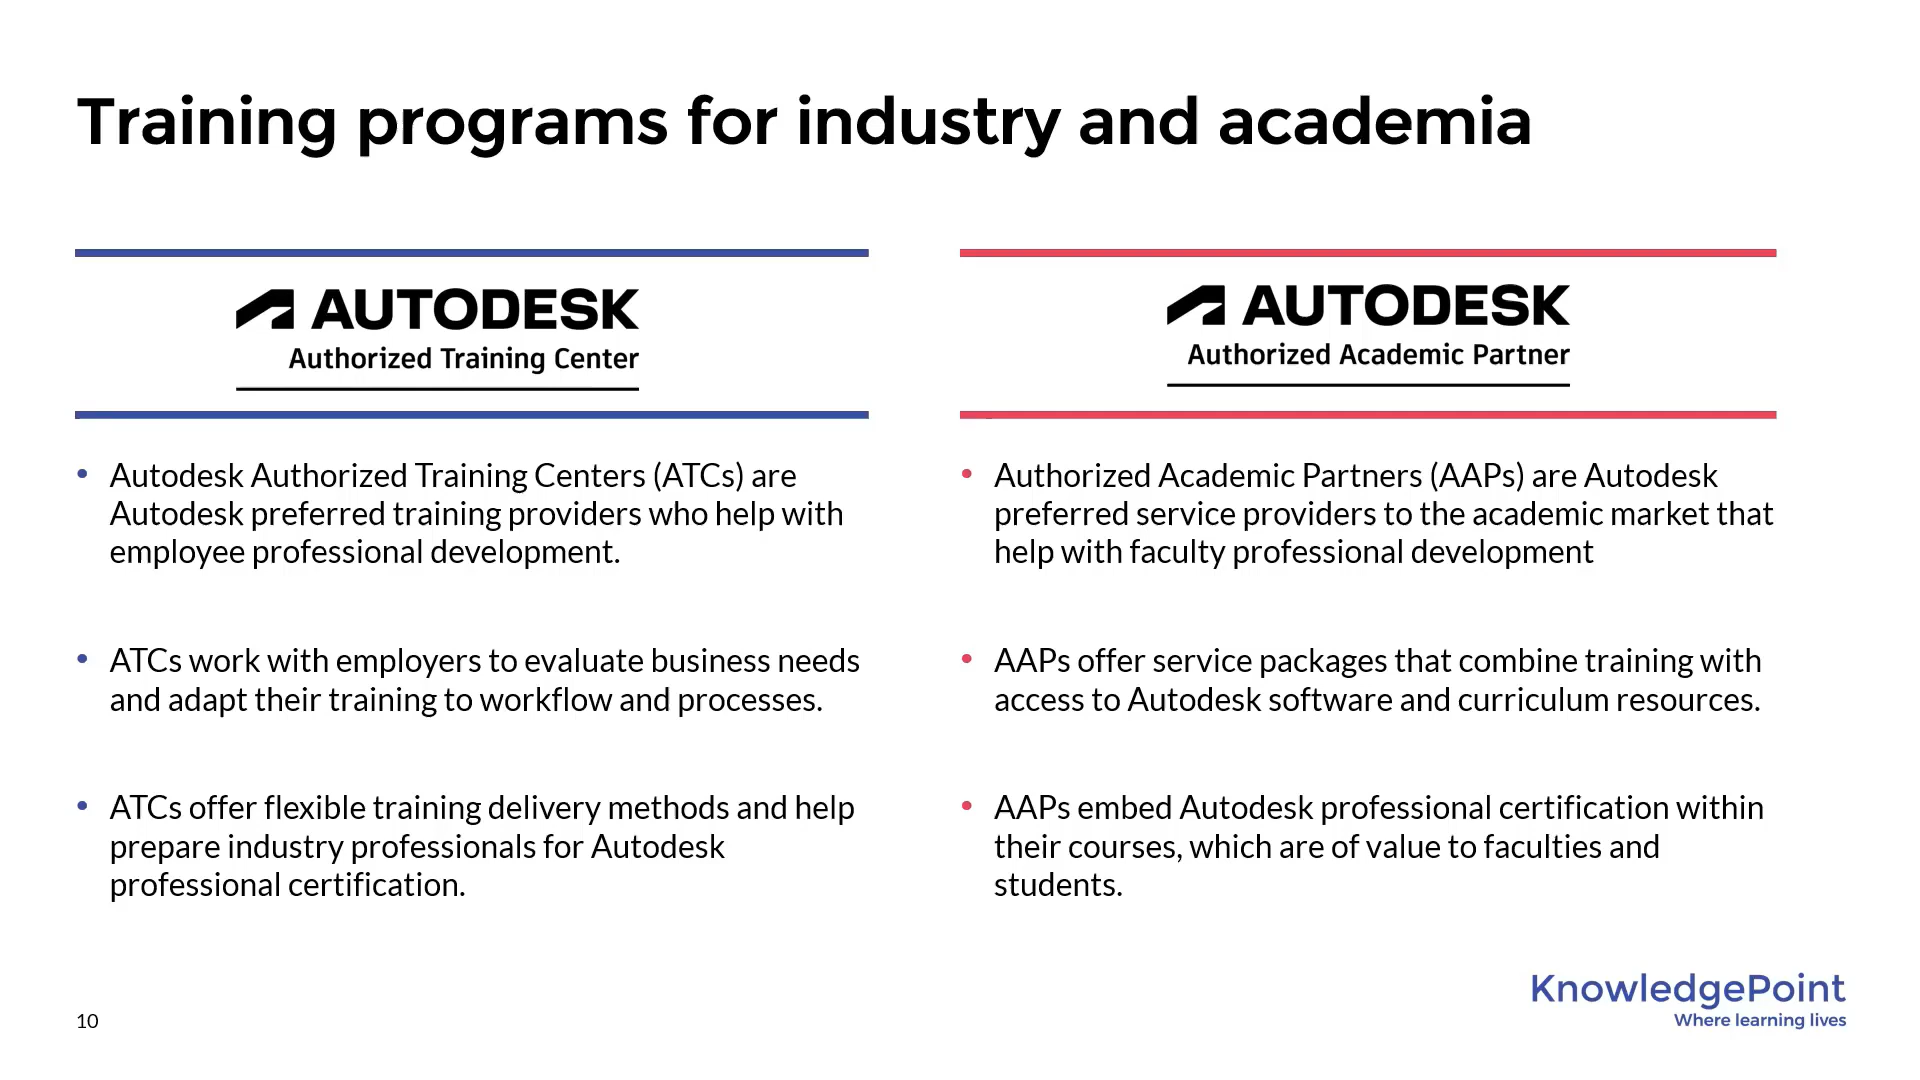 Training programs for industry and academia
AUTODESK
Authorized Training Center
• Autodesk Authorized Training Centers (ATCs) are
Autodesk preferred training providers who help with
employee professional development.
• ATCs work with employers to evaluate business needs
and adapt their training to workflow and processes.
• ATCs offer flexible training delivery methods and help
prepare industry professionals for Autodesk
professional certification.
AUTODESK
Authorized Academic Partner
• Authorized Academic Partners (AAPs) are Autodesk
preferred service providers to the academic market that
help with faculty professional development
• AAPs offer service packages that combine training with
access to Autodesk software and curriculum resources.
• AAPs embed Autodesk professional certification within
their courses, which are of value to faculties and
students.
10
KnowledgePoint
Where learning lives